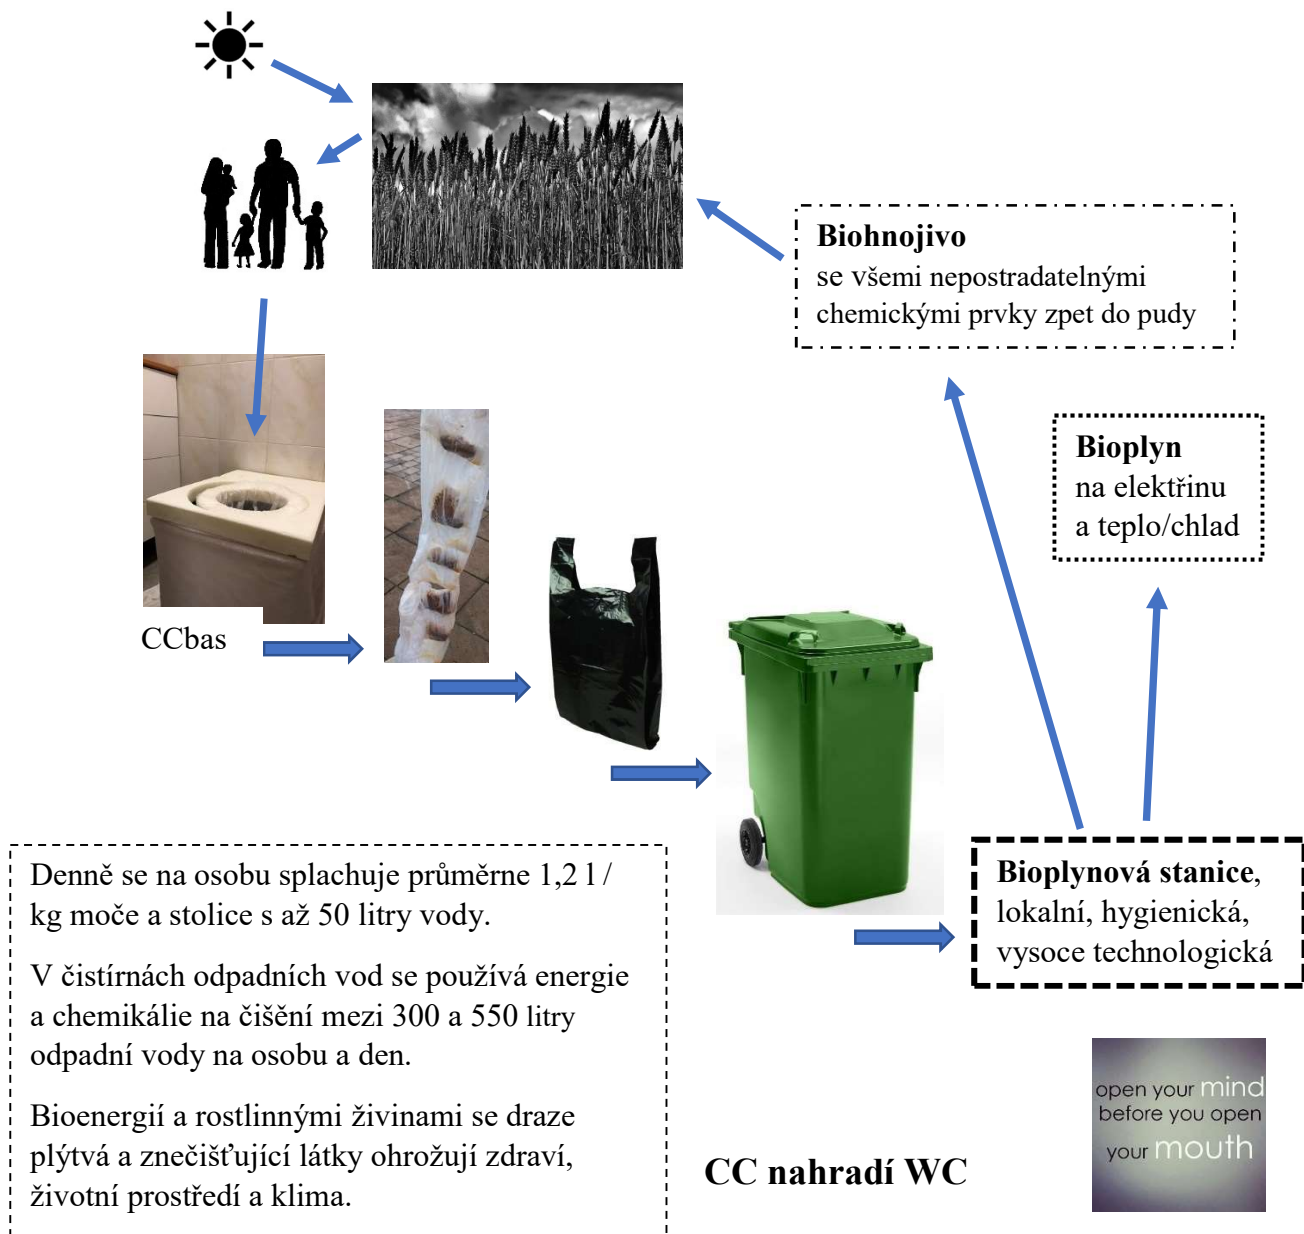 Biohnojivo
se všemi nepostradatelnými
chemickými prvky zpet do pudy
Bioplyn
na elektřinu
a teplo/chlad
CCbas
Bioplynová stanice,
lokalní, hygienická,
vysoce technologická
Denně se na osobu splachuje průměrne 1,2 l /
kg moče a stolice s až 50 litry vody.
V čistírnách odpadních vod se používá energie
a chemikálie na čišění mezi 300 a 550 litry
odpadní vody na osobu a den.
Bioenergií a rostlinnými živinami se draze
plýtvá a znečišťující látky ohrožují zdraví,
životní prostředí a klima.
CC nahradí WC
open your mind
before you open
your mouth